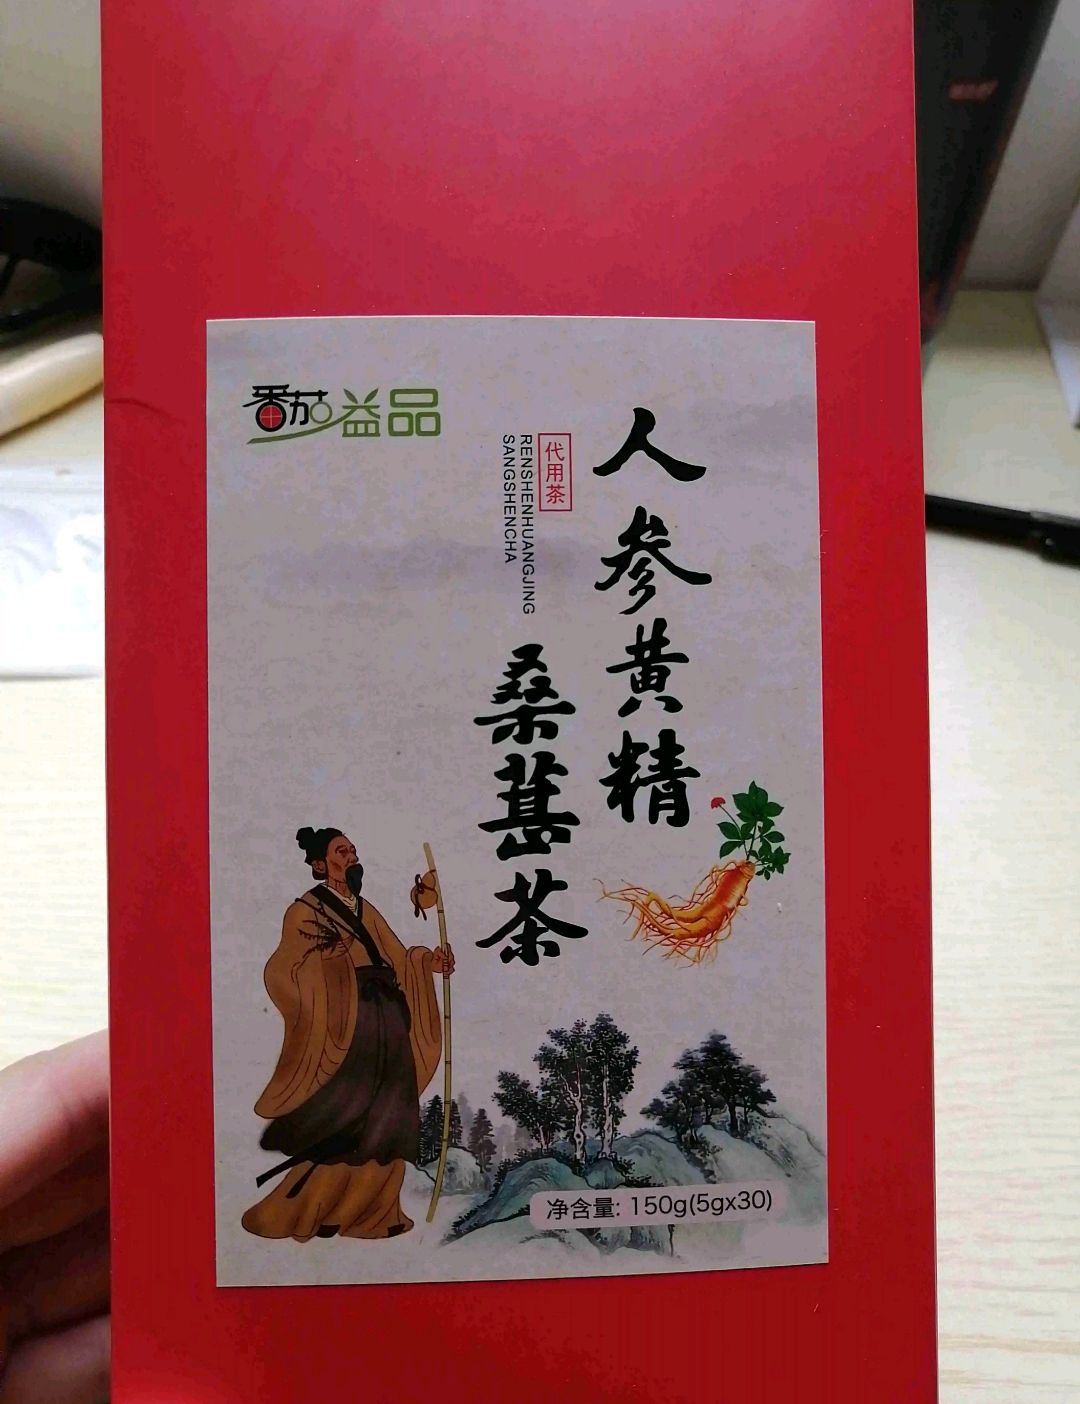 番茄益品
人参黄精
桑葚茶
代用茶
RENSHENHUANGJING
SANGSHENCHA
净含量: 150g(5gx30)